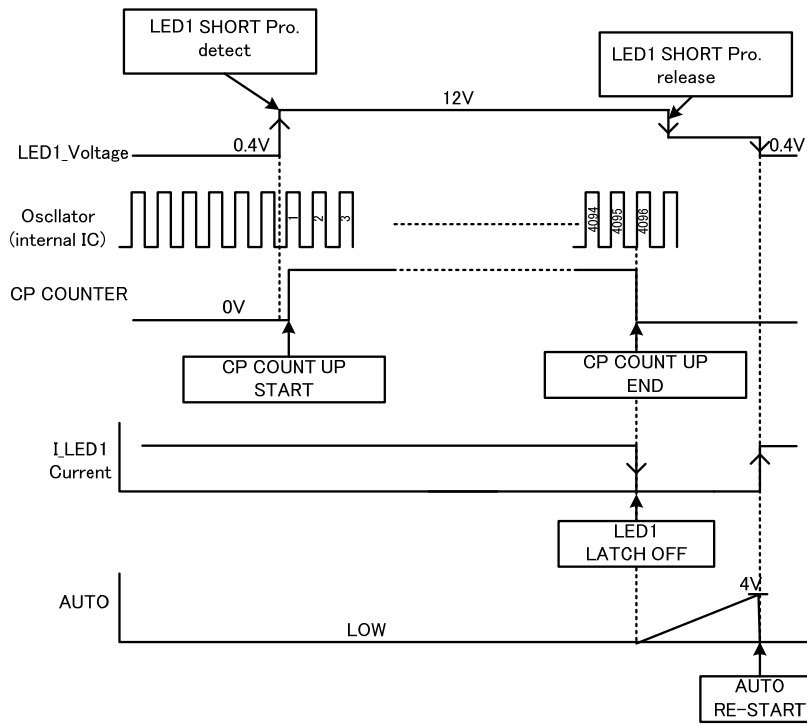 LED1 SHORT Pro.
detect
LED1 SHORT Pro.
release
12V
LED1_Voltage
0.4V
0.4V
Oscllator
(internal IC)
1
2
3
4094
4095
4096
CP COUNTER
0V
CP COUNT UP
START
CP COUNT UP
END
I_LED1
Current
LED1
LATCH OFF
AUTO
LOW
4V
AUTO
RE-START